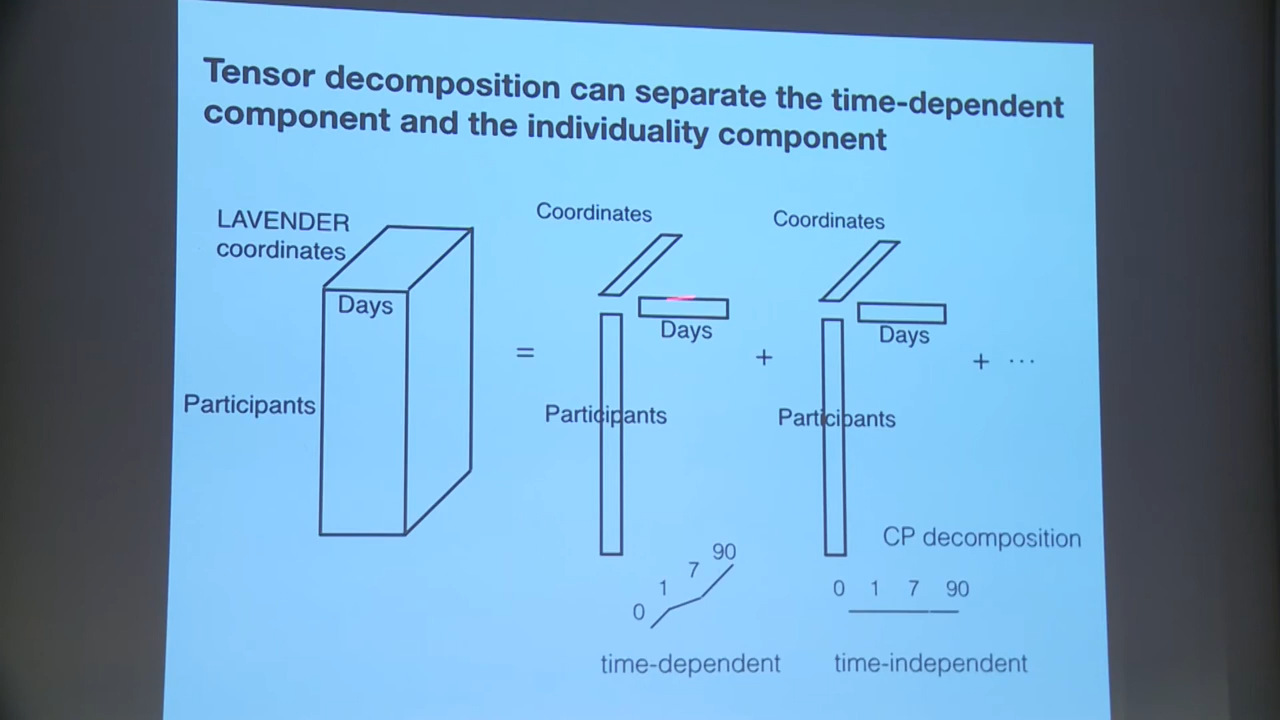 Tensor decomposition can separate the time-dependent
component and the individuality component
LAVENDER
coordinates
Days
Participants
=
Coordinates
Days
Participants
+
Coordinates
Days
Participants
+ ···
CP decomposition
0 1 7 90
time-dependent
0 1 7 90
time-independent